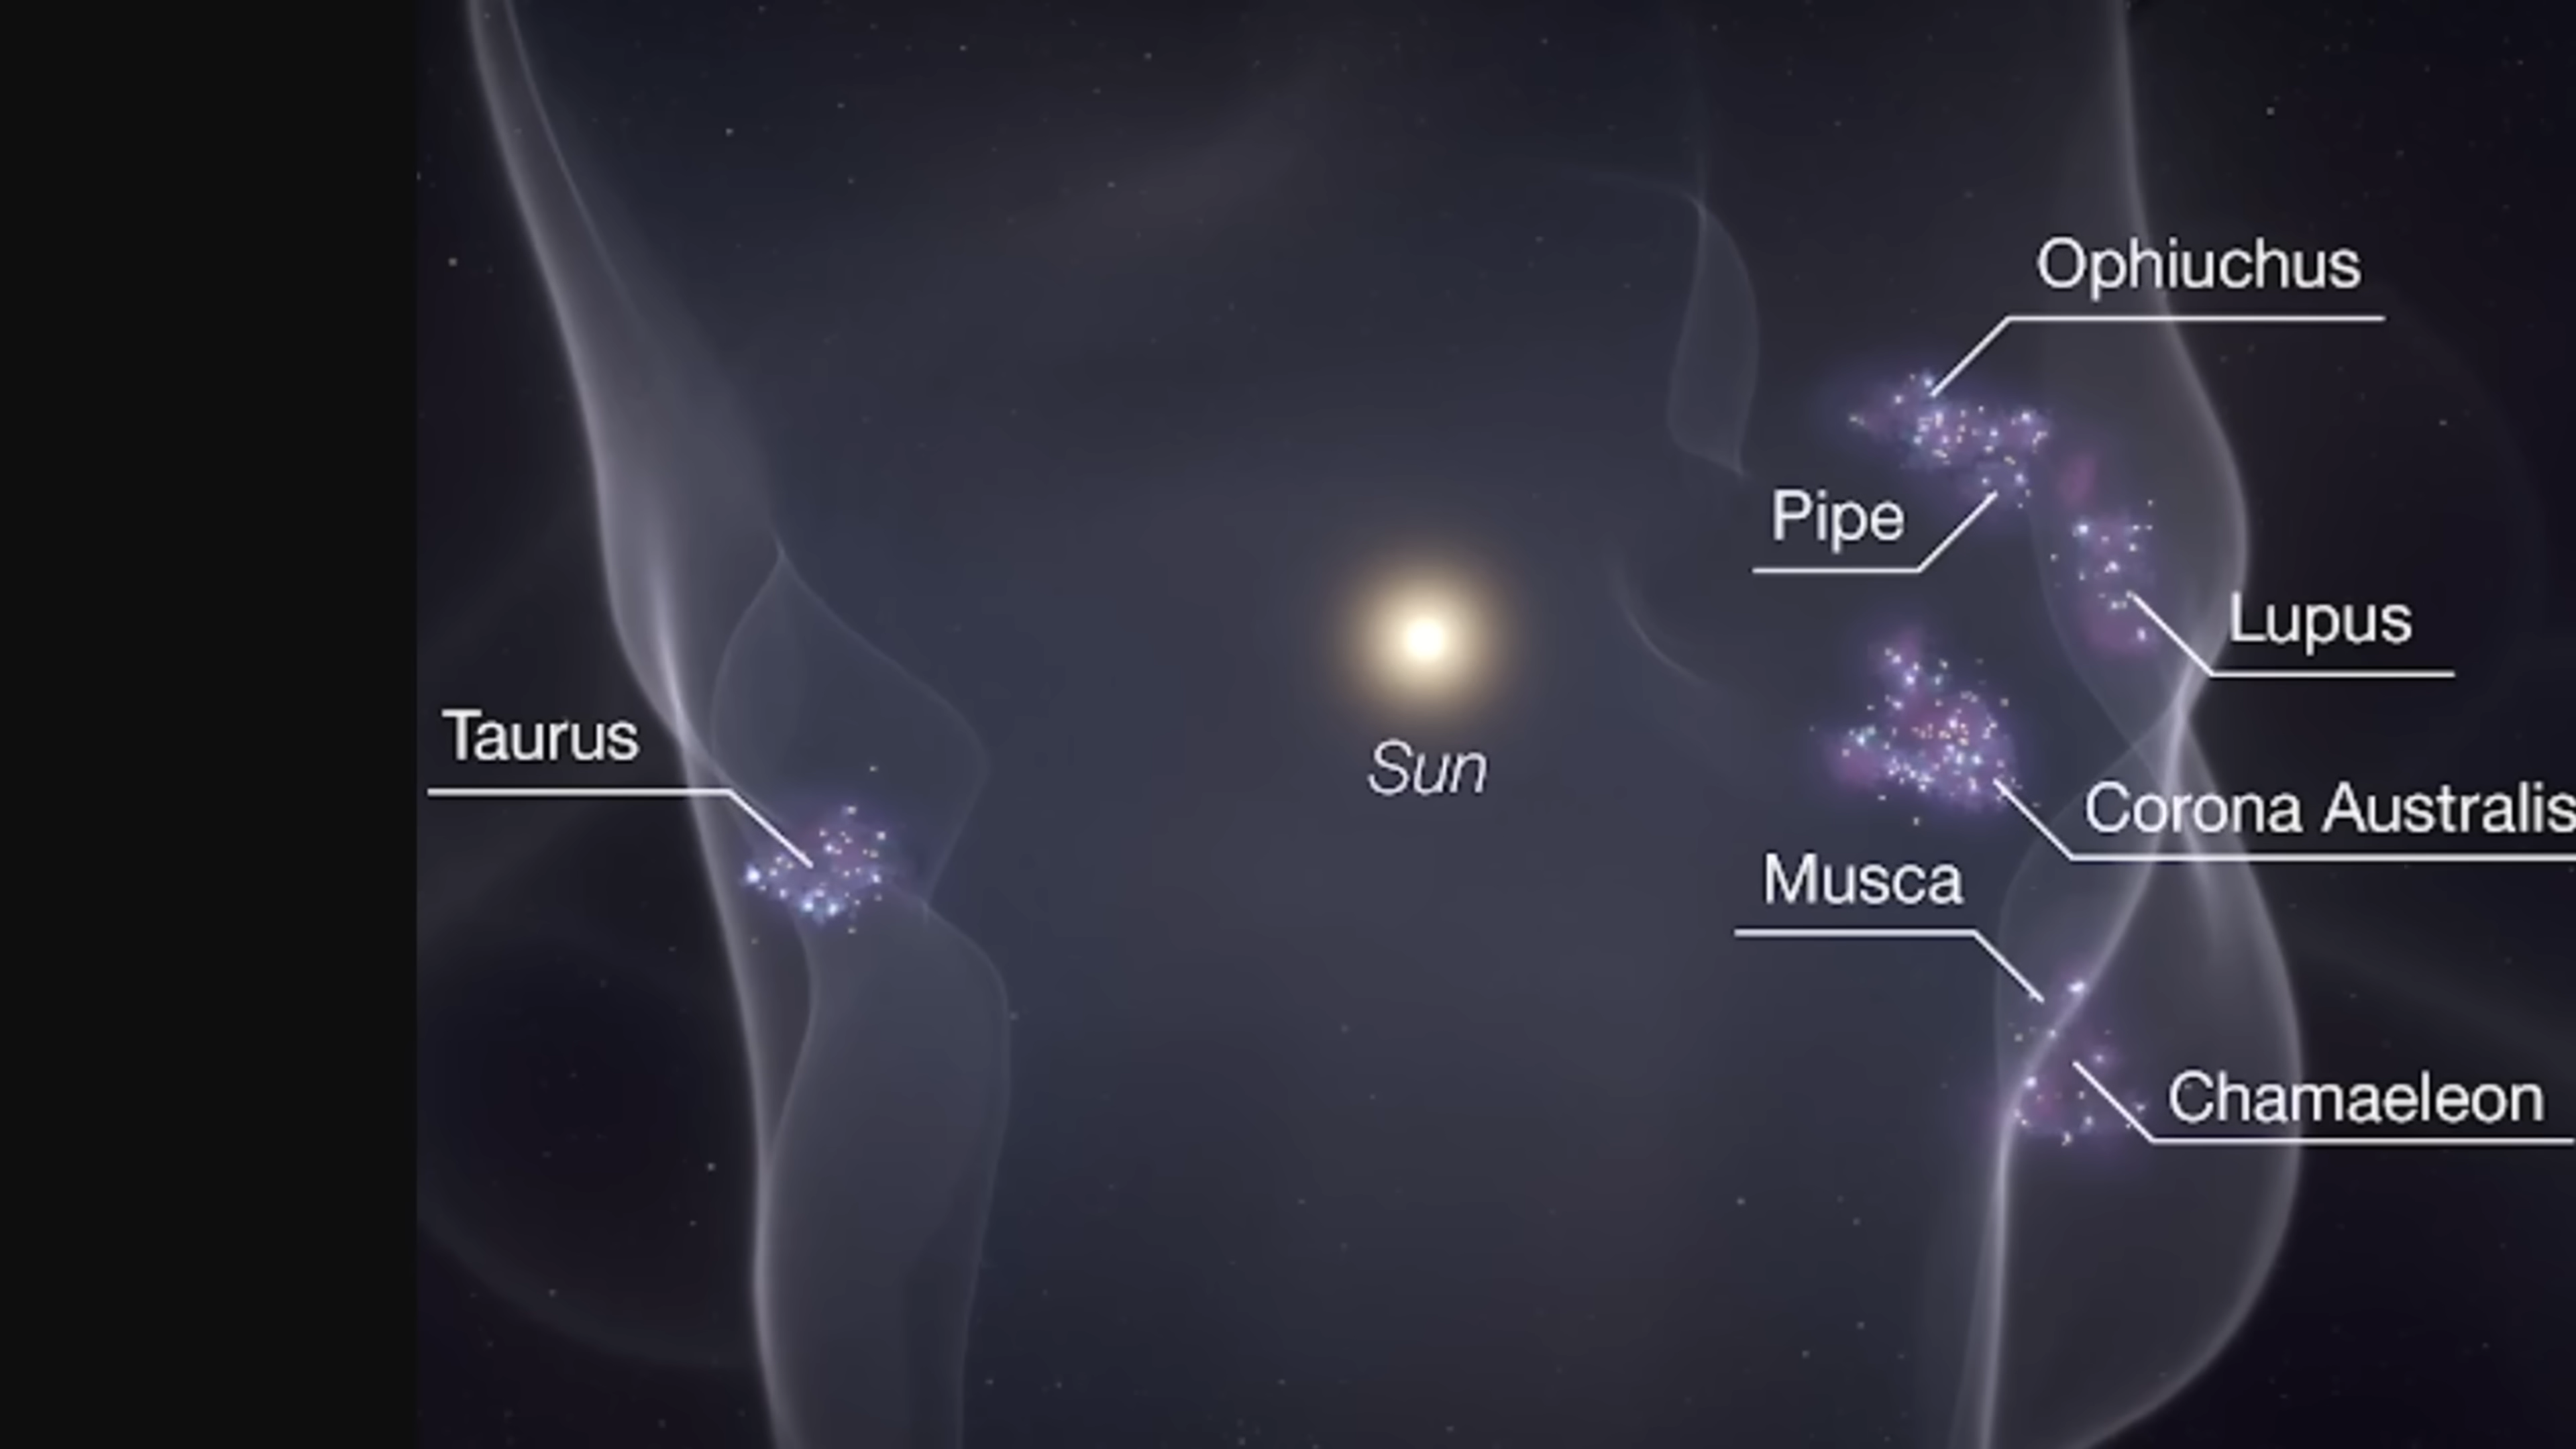 Ophiuchus
Pipe
Lupus
Taurus
Sun
Corona Australis
Musca
Chamaeleon